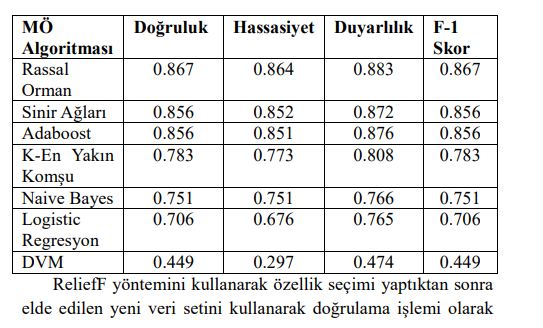 MÖ Algoritması Doğruluk Hassasiyet Duyarlılık F-1 Skor
Rassal Orman 0.867 0.864 0.883 0.867
Sinir Ağları 0.856 0.852 0.872 0.856
Adaboost 0.856 0.851 0.876 0.856
K-En Yakın Komşu 0.783 0.773 0.808 0.783
Naive Bayes 0.751 0.751 0.766 0.751
Logistic Regresyon 0.706 0.676 0.765 0.706
DVM 0.449 0.297 0.474 0.449
ReliefF yöntemini kullanarak özellik seçimi yaptıktan sonra
elde edilen yeni veri setini kullanarak doğrulama işlemi olarak